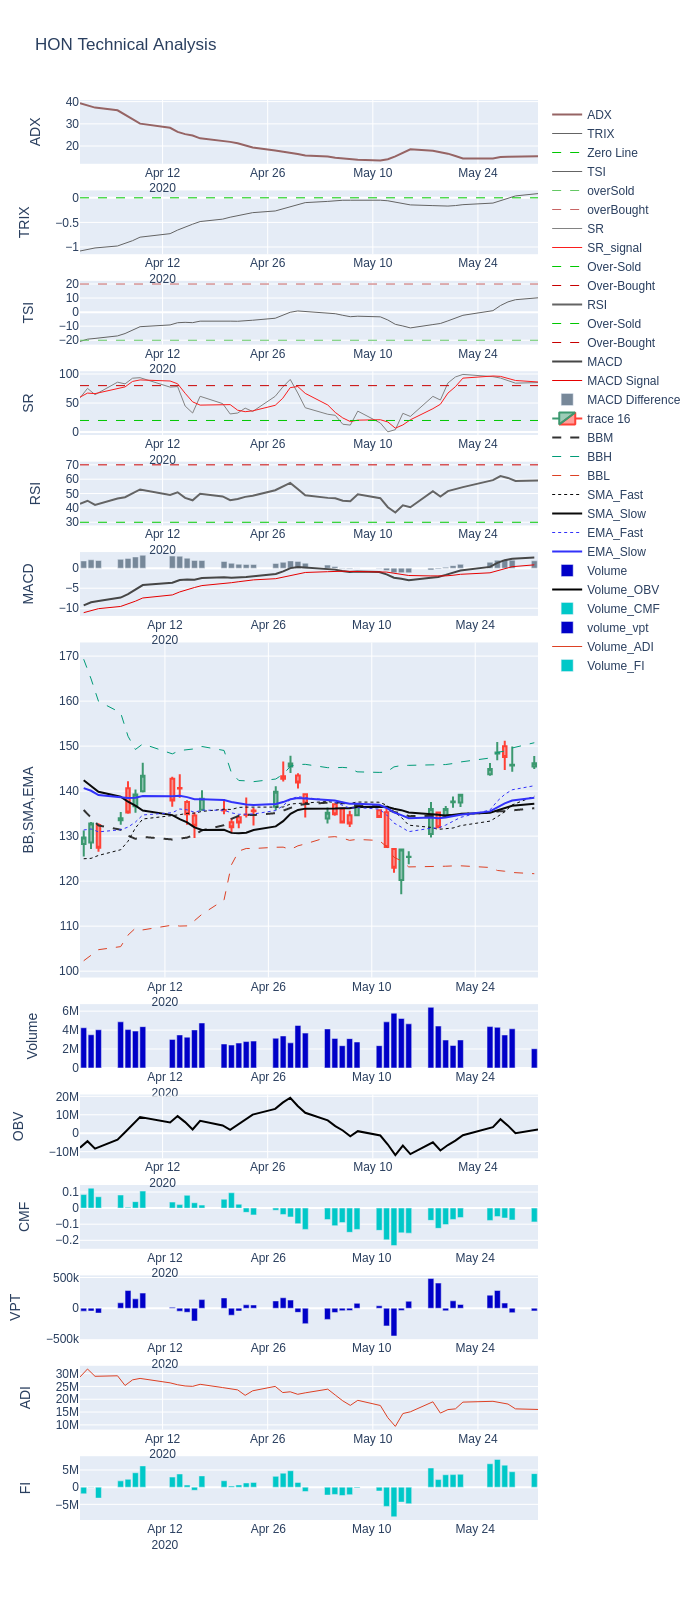 HON Technical Analysis
ADX
40
30
20
Apr 12
2020
Apr 26
May 10
May 24
TRIX
0
−0.5
−1
Apr 12
2020
Apr 26
May 10
May 24
TSI
20
10
0
−10
−20
Apr 12
2020
Apr 26
May 10
May 24
SR
100
50
0
Apr 12
2020
Apr 26
May 10
May 24
RSI
70
60
50
40
30
Apr 12
2020
Apr 26
May 10
May 24
MACD
0
−5
−10
Apr 12
2020
Apr 26
May 10
May 24
BB,SMA,EMA
170
160
150
140
130
120
110
100
Apr 12
2020
Apr 26
May 10
May 24
Volume
6M
4M
2M
0
Apr 12
2020
Apr 26
May 10
May 24
OBV
20M
10M
0
−10M
Apr 12
2020
Apr 26
May 10
May 24
CMF
0.1
0
−0.1
−0.2
Apr 12
2020
Apr 26
May 10
May 24
VPT
500k
0
−500k
Apr 12
2020
Apr 26
May 10
May 24
ADI
30M
25M
20M
15M
10M
Apr 12
2020
Apr 26
May 10
May 24
FI
5M
0
−5M
Apr 12
2020
Apr 26
May 10
May 24
ADX
TRIX
Zero Line
TSI
overSold
overBought
SR
SR_signal
Over-Sold
Over-Bought
RSI
Over-Sold
Over-Bought
MACD
MACD Signal
MACD Difference
trace 16
BBM
BBH
BBL
SMA_Fast
SMA_Slow
EMA_Fast
EMA_Slow
Volume
Volume_OBV
Volume_CMF
volume_vpt
Volume_ADI
Volume_FI